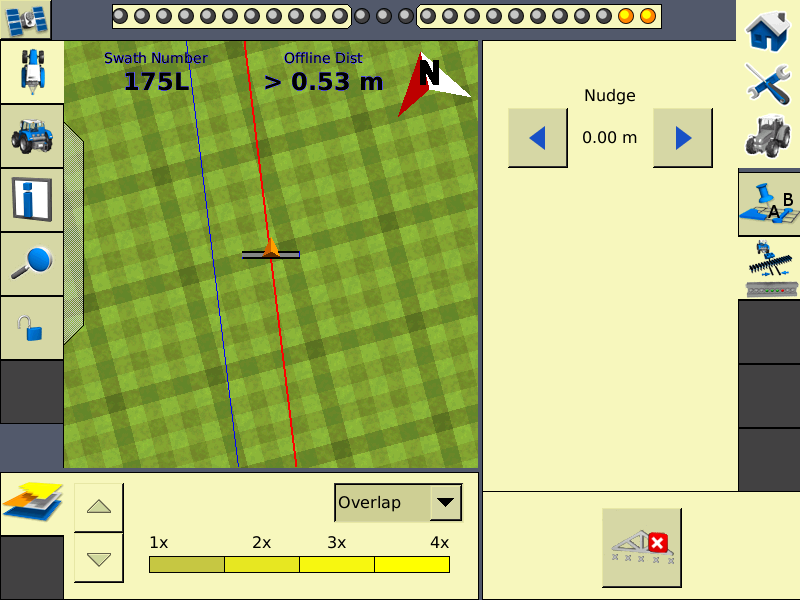 Swath Number
175L
Offline Dist
> 0.53 m
N
Nudge
0.00 m
A B
Overlap
1x 2x 3x 4x